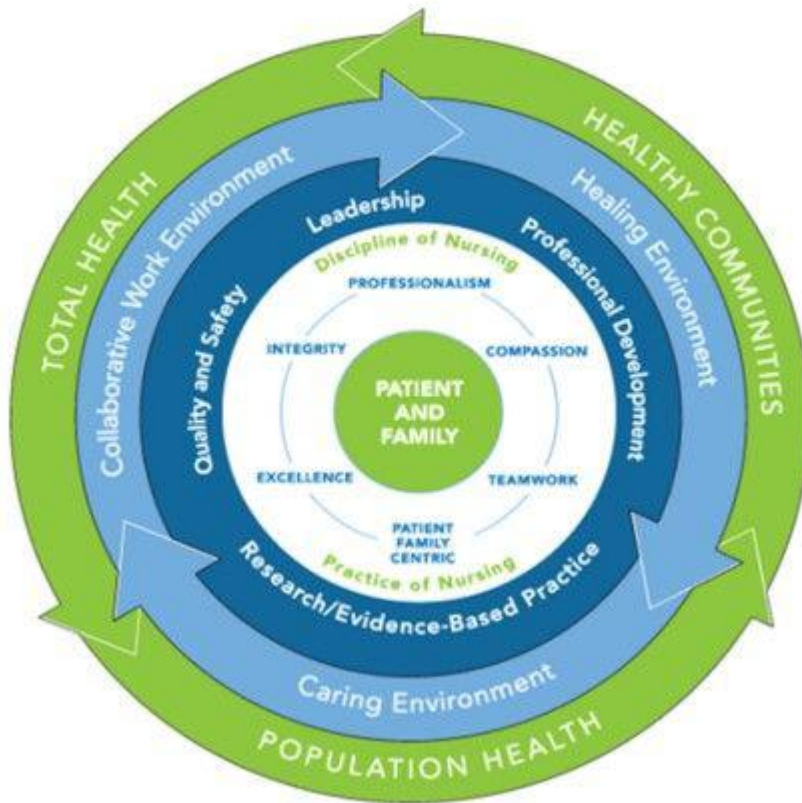 HEALTHY COMMUNITIES
TOTAL HEALTH
POPULATION HEALTH
Collaborative Work Environment
Healing Environment
Caring Environment
Leadership
Professional Development
Quality and Safety
Research/Evidence-Based Practice
Discipline of Nursing
PROFESSIONALISM
INTEGRITY
COMPASSION
PATIENT
AND
FAMILY
EXCELLENCE
TEAMWORK
PATIENT
FAMILY
CENTRIC
Practice of Nursing